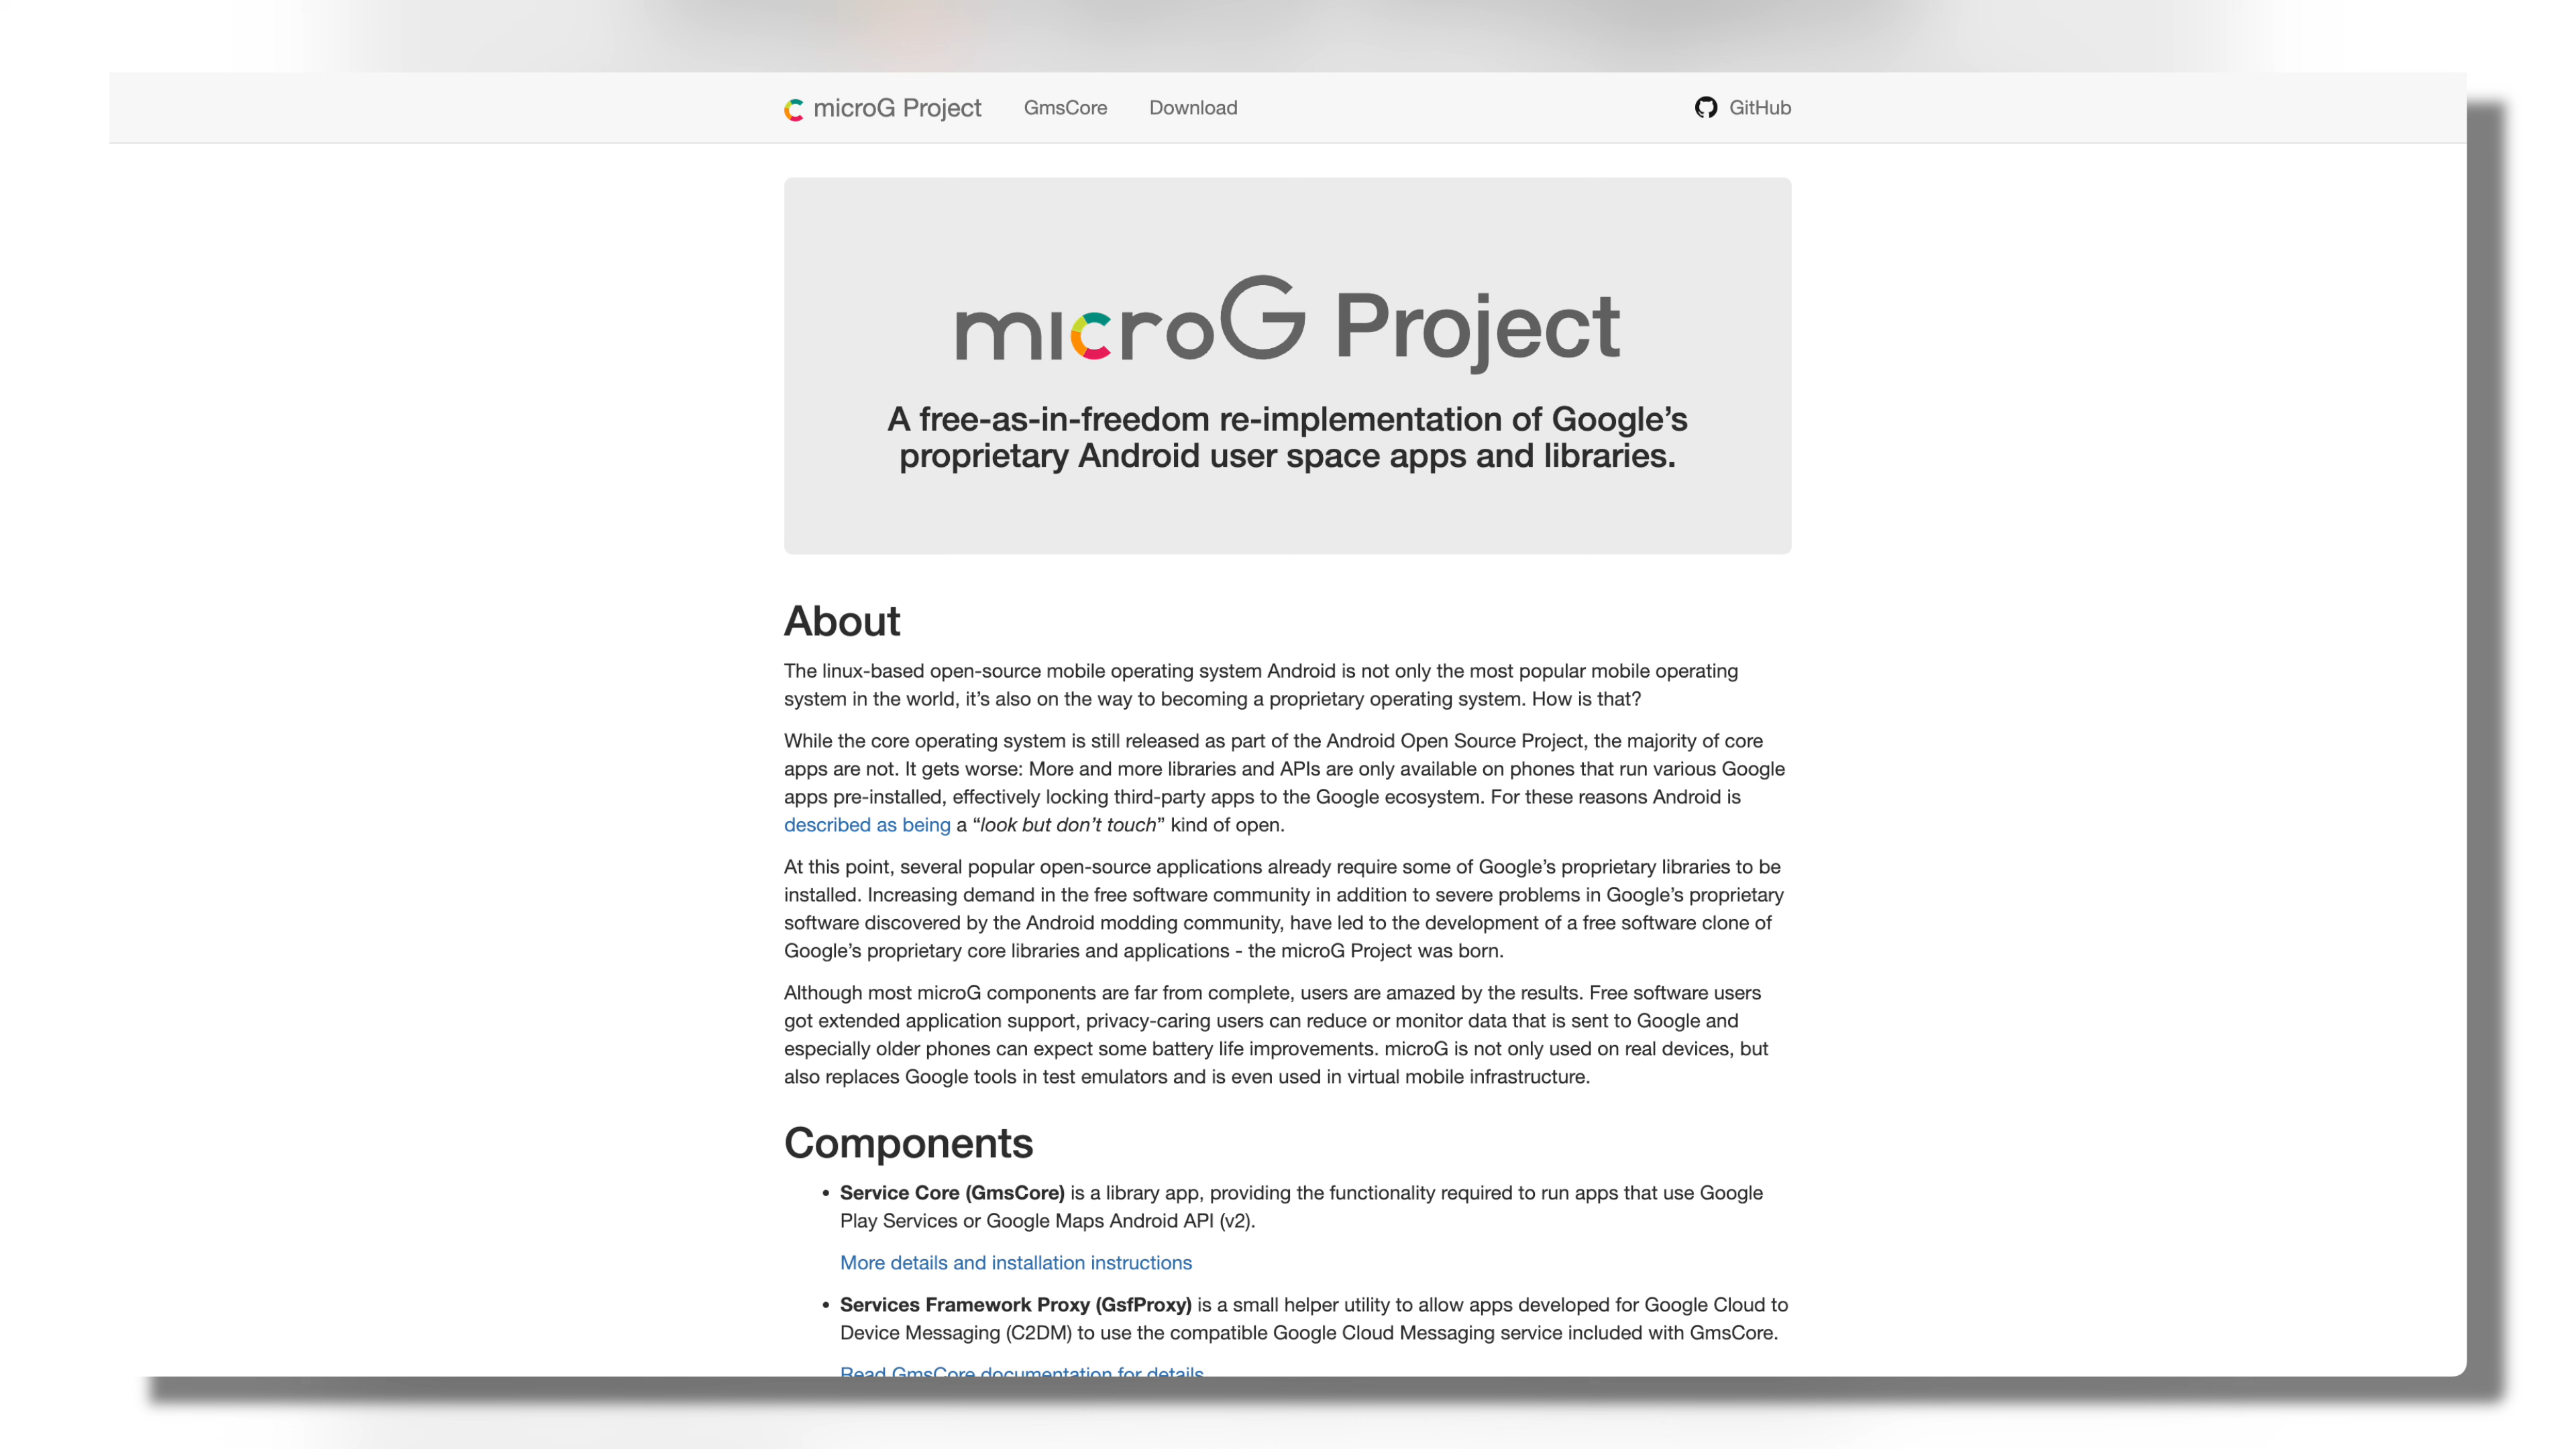 microG Project GmsCore Download GitHub
microG Project
A free-as-in-freedom re-implementation of Google’s
proprietary Android user space apps and libraries.
About
The linux-based open-source mobile operating system Android is not only the most popular mobile operating
system in the world, it’s also on the way to becoming a proprietary operating system. How is that?
While the core operating system is still released as part of the Android Open Source Project, the majority of core
apps are not. It gets worse: More and more libraries and APIs are only available on phones that run various Google
apps pre-installed, effectively locking third-party apps to the Google ecosystem. For these reasons Android is
described as being a “look but don’t touch” kind of open.
At this point, several popular open-source applications already require some of Google’s proprietary libraries to be
installed. Increasing demand in the free software community in addition to severe problems in Google’s proprietary
software discovered by the Android modding community, have led to the development of a free software clone of
Google’s proprietary core libraries and applications - the microG Project was born.
Although most microG components are far from complete, users are amazed by the results. Free software users
got extended application support, privacy-caring users can reduce or monitor data that is sent to Google and
especially older phones can expect some battery life improvements. microG is not only used on real devices, but
also replaces Google tools in test emulators and is even used in virtual mobile infrastructure.
Components
• Service Core (GmsCore) is a library app, providing the functionality required to run apps that use Google
Play Services or Google Maps Android API (v2).
More details and installation instructions
• Services Framework Proxy (GsfProxy) is a small helper utility to allow apps developed for Google Cloud to
Device Messaging (C2DM) to use the compatible Google Cloud Messaging service included with GmsCore.
Read GmsCore documentation for details